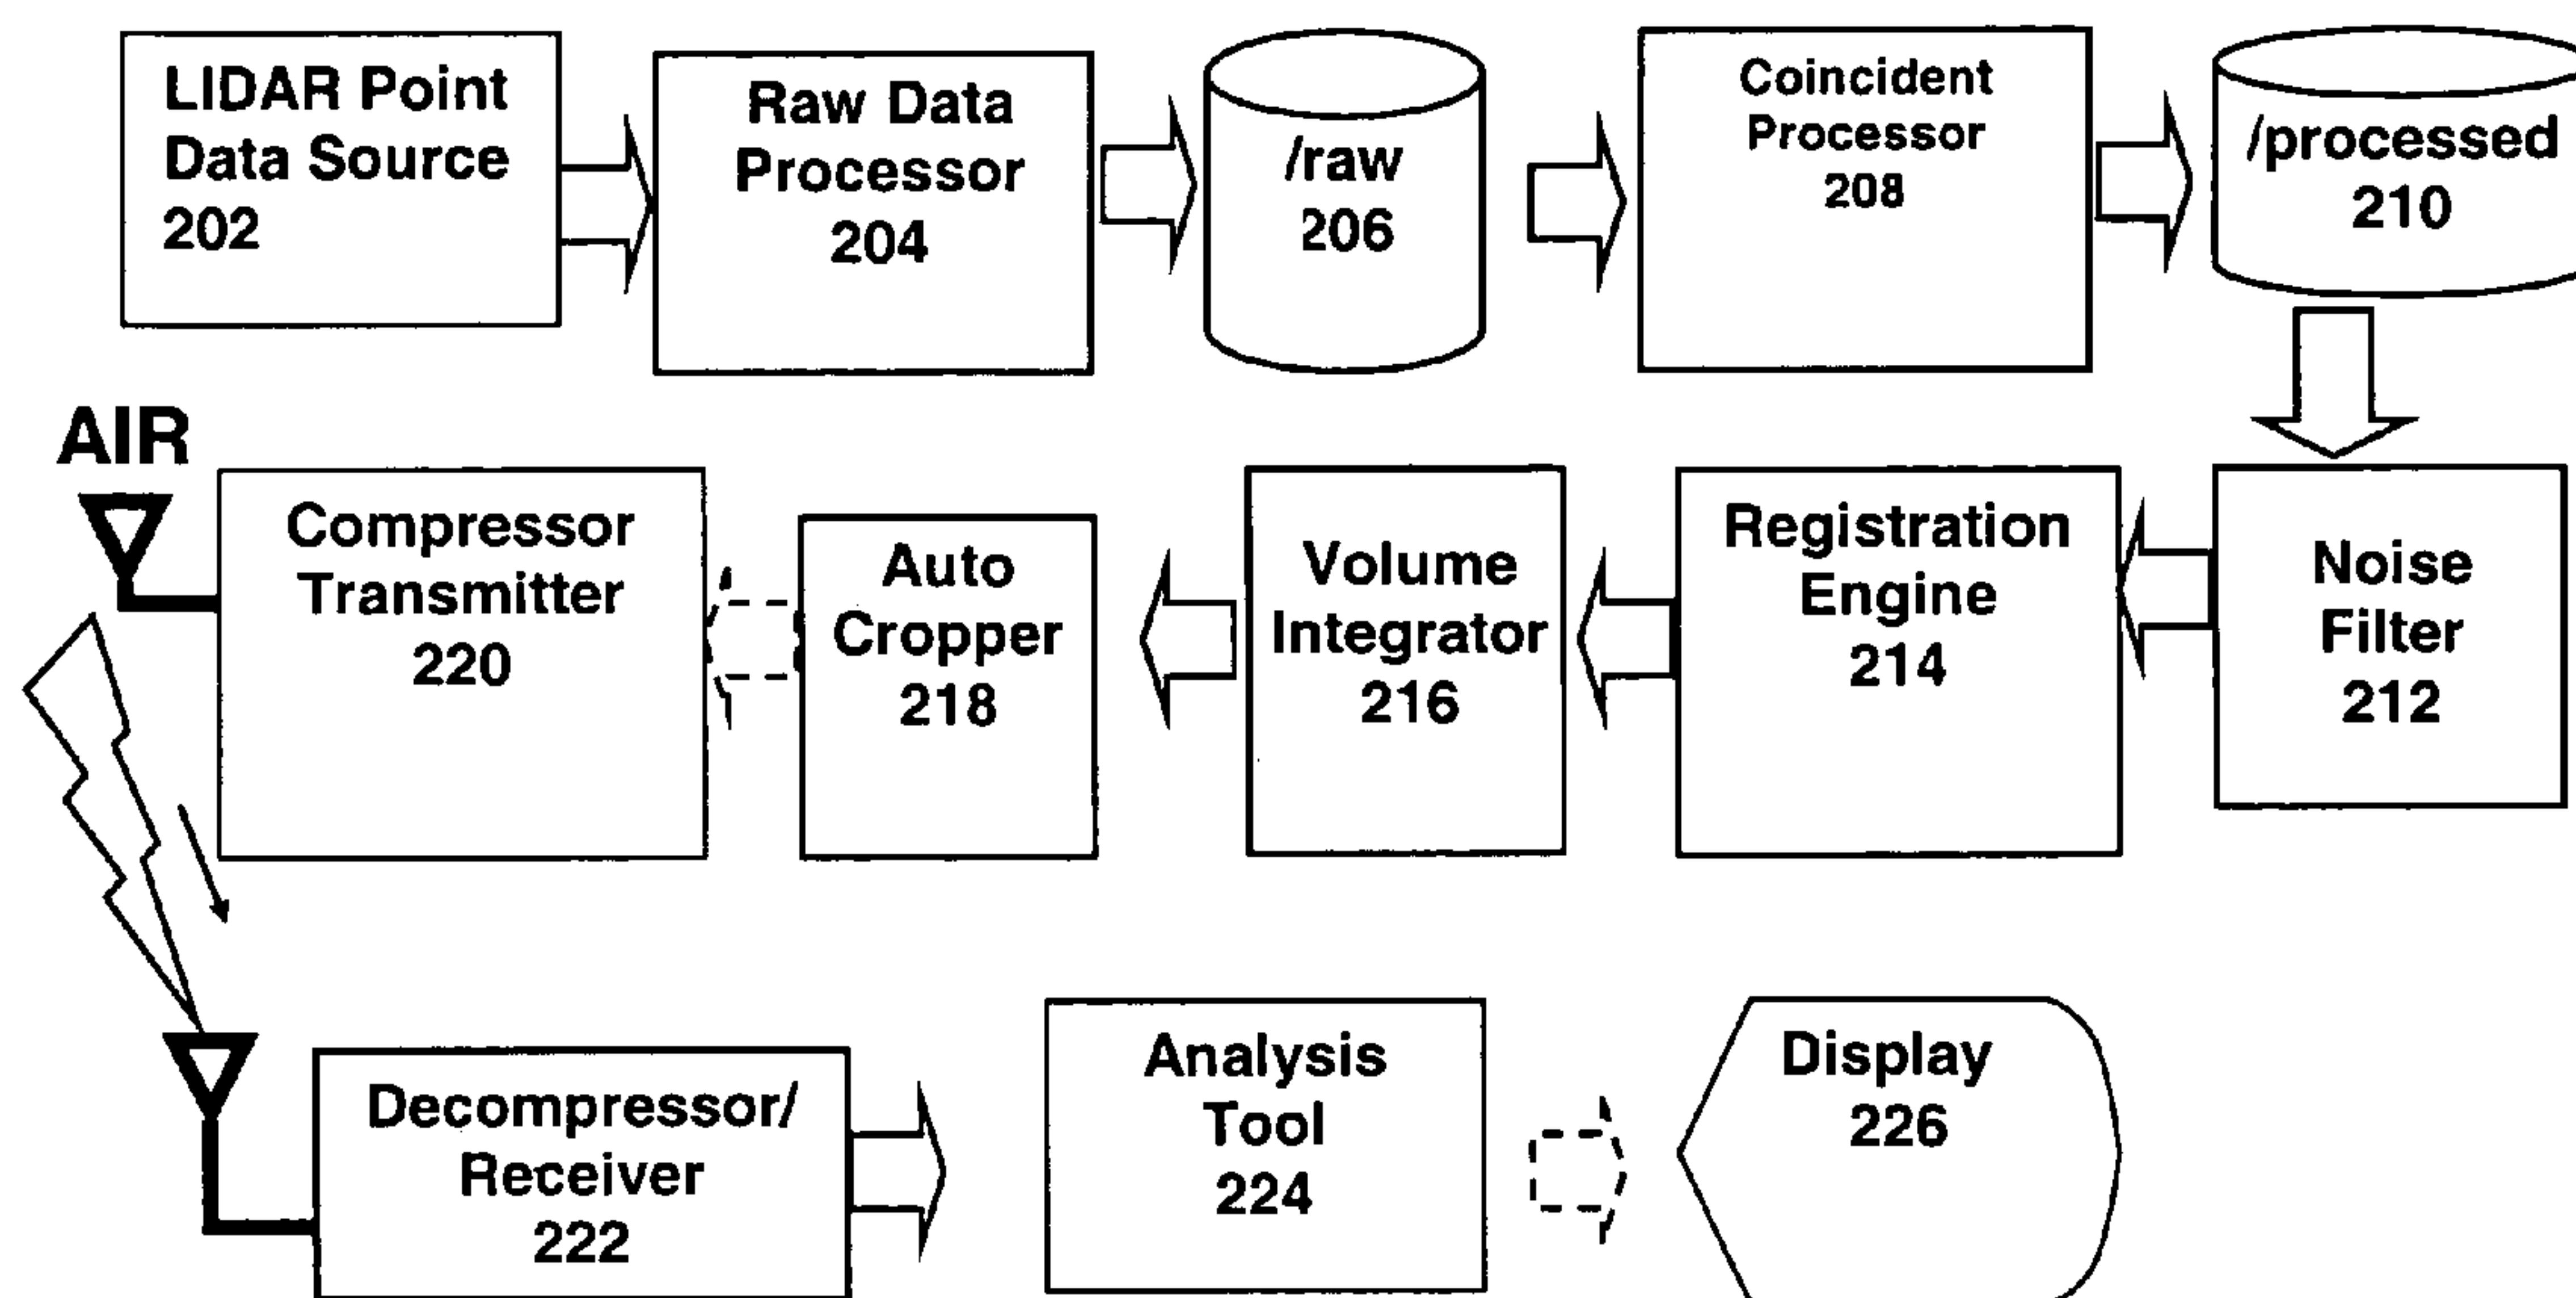 LIDAR Point
Data Source
202
Raw Data
Processor
204
/raw
206
Coincident
Processor
208
/processed
210
AIR
Compressor
Transmitter
220
Auto
Cropper
218
Volume
Integrator
216
Registration
Engine
214
Noise
Filter
212
Decompressor/
Receiver
222
Analysis
Tool
224
Display
226